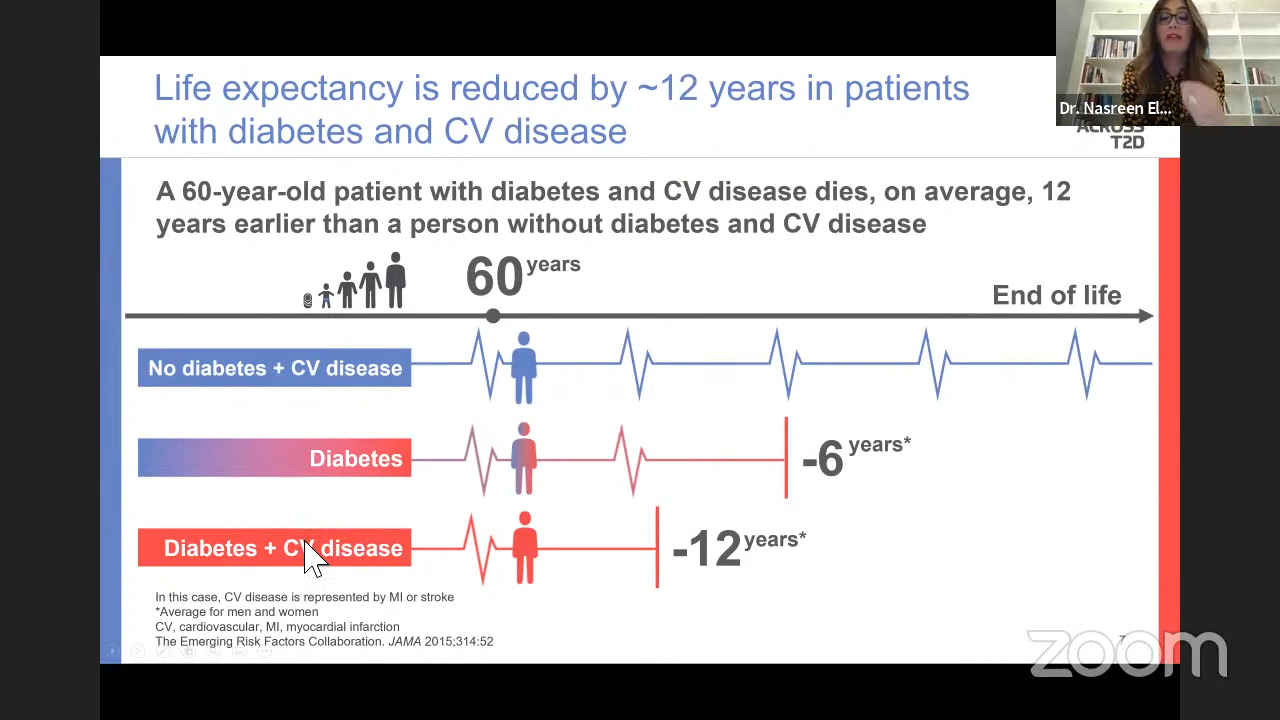 Life expectancy is reduced by ~12 years in patients
with diabetes and CV disease
Dr. Nasreen El...
ACROSS
T2D
A 60-year-old patient with diabetes and CV disease dies, on average, 12
years earlier than a person without diabetes and CV disease
60 years
End of life
No diabetes + CV disease
Diabetes
-6 years*
Diabetes + CV disease
-12 years*
In this case, CV disease is represented by MI or stroke
*Average for men and women
CV, cardiovascular, MI, myocardial infarction
The Emerging Risk Factors Collaboration. JAMA 2015;314:52
7
zoom